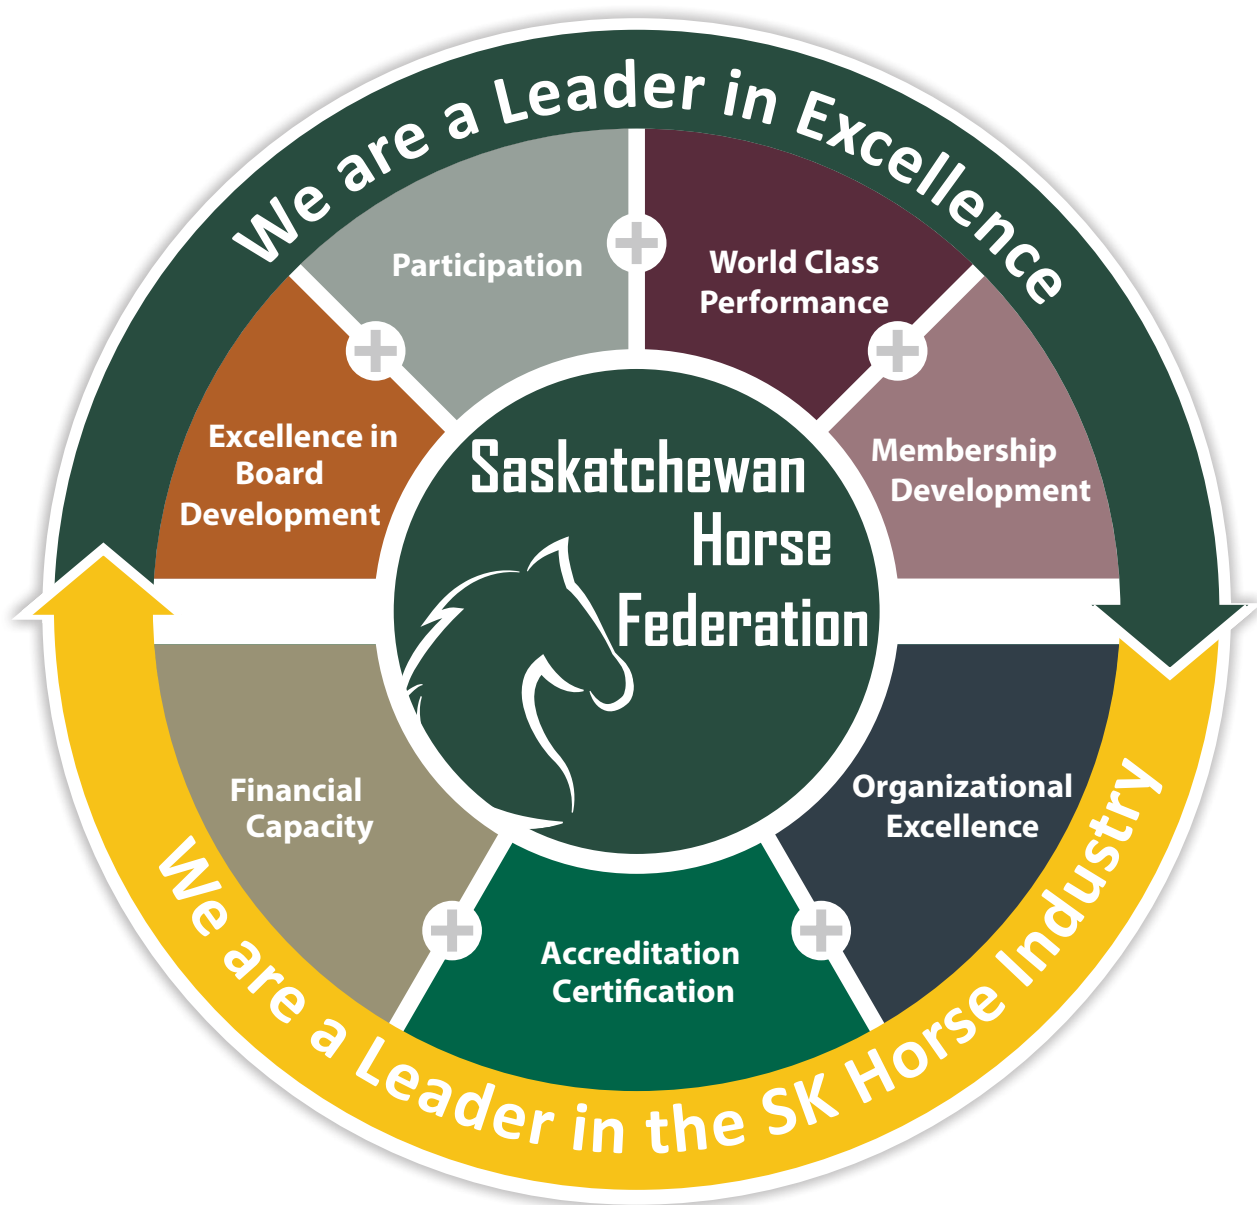 We are a Leader in Excellence
Participation
World Class
Performance
Excellence in
Board
Development
Membership
Development
Saskatchewan
Horse
Federation
Financial
Capacity
Organizational
Excellence
Accreditation
Certification
We are a Leader in the SK Horse Industry